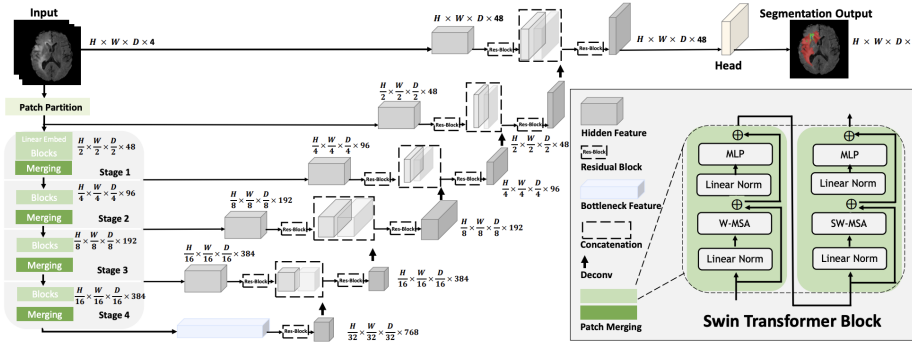 Input
H × W × D × 4
H × W × D × 48
Res-Block
Res-Block
H × W × D × 48
Head
Segmentation Output
H × W × D ×
Patch Partition
H/2 × W/2 × D/2 × 48
Res-Block
Res-Block
H/2 × W/2 × D/2 × 48
Linear Embed
Blocks
H/2 × W/2 × D/2 × 48
Merging
Stage 1
H/4 × W/4 × D/4 × 96
Res-Block
Res-Block
H/4 × W/4 × D/4 × 96
Blocks
H/4 × W/4 × D/4 × 96
Merging
Stage 2
H/8 × W/8 × D/8 × 192
Res-Block
Res-Block
H/8 × W/8 × D/8 × 192
Blocks
H/8 × W/8 × D/8 × 192
Merging
Stage 3
H/16 × W/16 × D/16 × 384
Res-Block
Res-Block
H/16 × W/16 × D/16 × 384
Blocks
H/16 × W/16 × D/16 × 384
Merging
Stage 4
Res-Block
H/32 × W/32 × D/32 × 768
Hidden Feature
Res-Block
Residual Block
Bottleneck Feature
Concatenation
Deconv
Patch Merging
MLP
Linear Norm
W-MSA
Linear Norm
MLP
Linear Norm
SW-MSA
Linear Norm
Swin Transformer Block